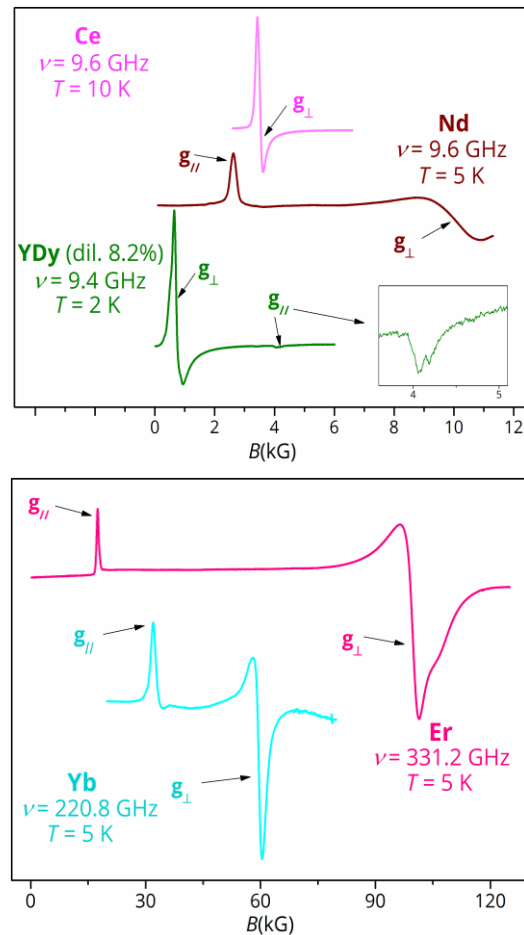 Ce
ν = 9.6 GHz
T = 10 K
g⊥
g//
Nd
ν = 9.6 GHz
T = 5 K
g⊥
YDy (dil. 8.2%)
ν = 9.4 GHz
T = 2 K
g⊥
g//
4 5
0 2 4 6 8 10 12
B(kG)
g//
g//
g⊥
Er
ν = 331.2 GHz
T = 5 K
Yb
ν = 220.8 GHz
T = 5 K
g⊥
0 30 60 90 120
B(kG)